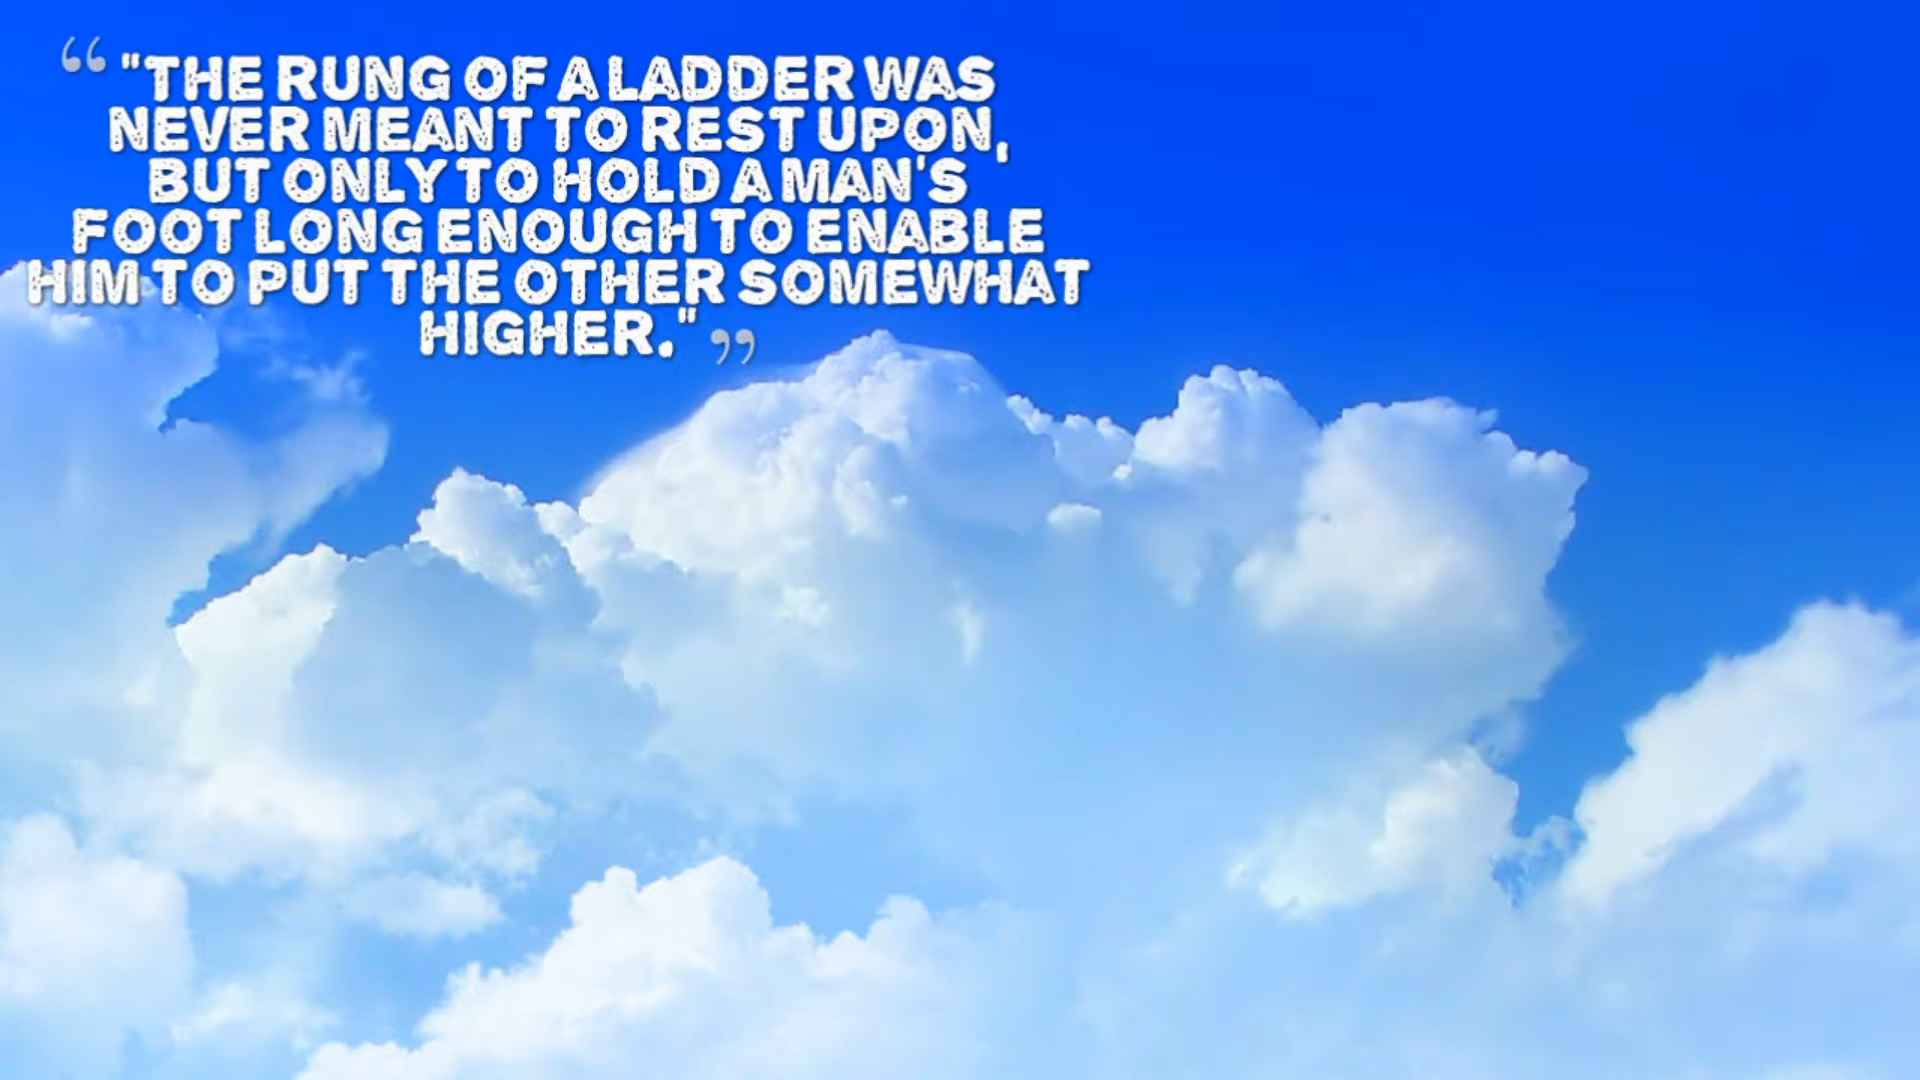 “ "THE RUNG OF A LADDER WAS
NEVER MEANT TO REST UPON,
BUT ONLY TO HOLD A MAN'S
FOOT LONG ENOUGH TO ENABLE
HIM TO PUT THE OTHER SOMEWHAT
HIGHER." ”